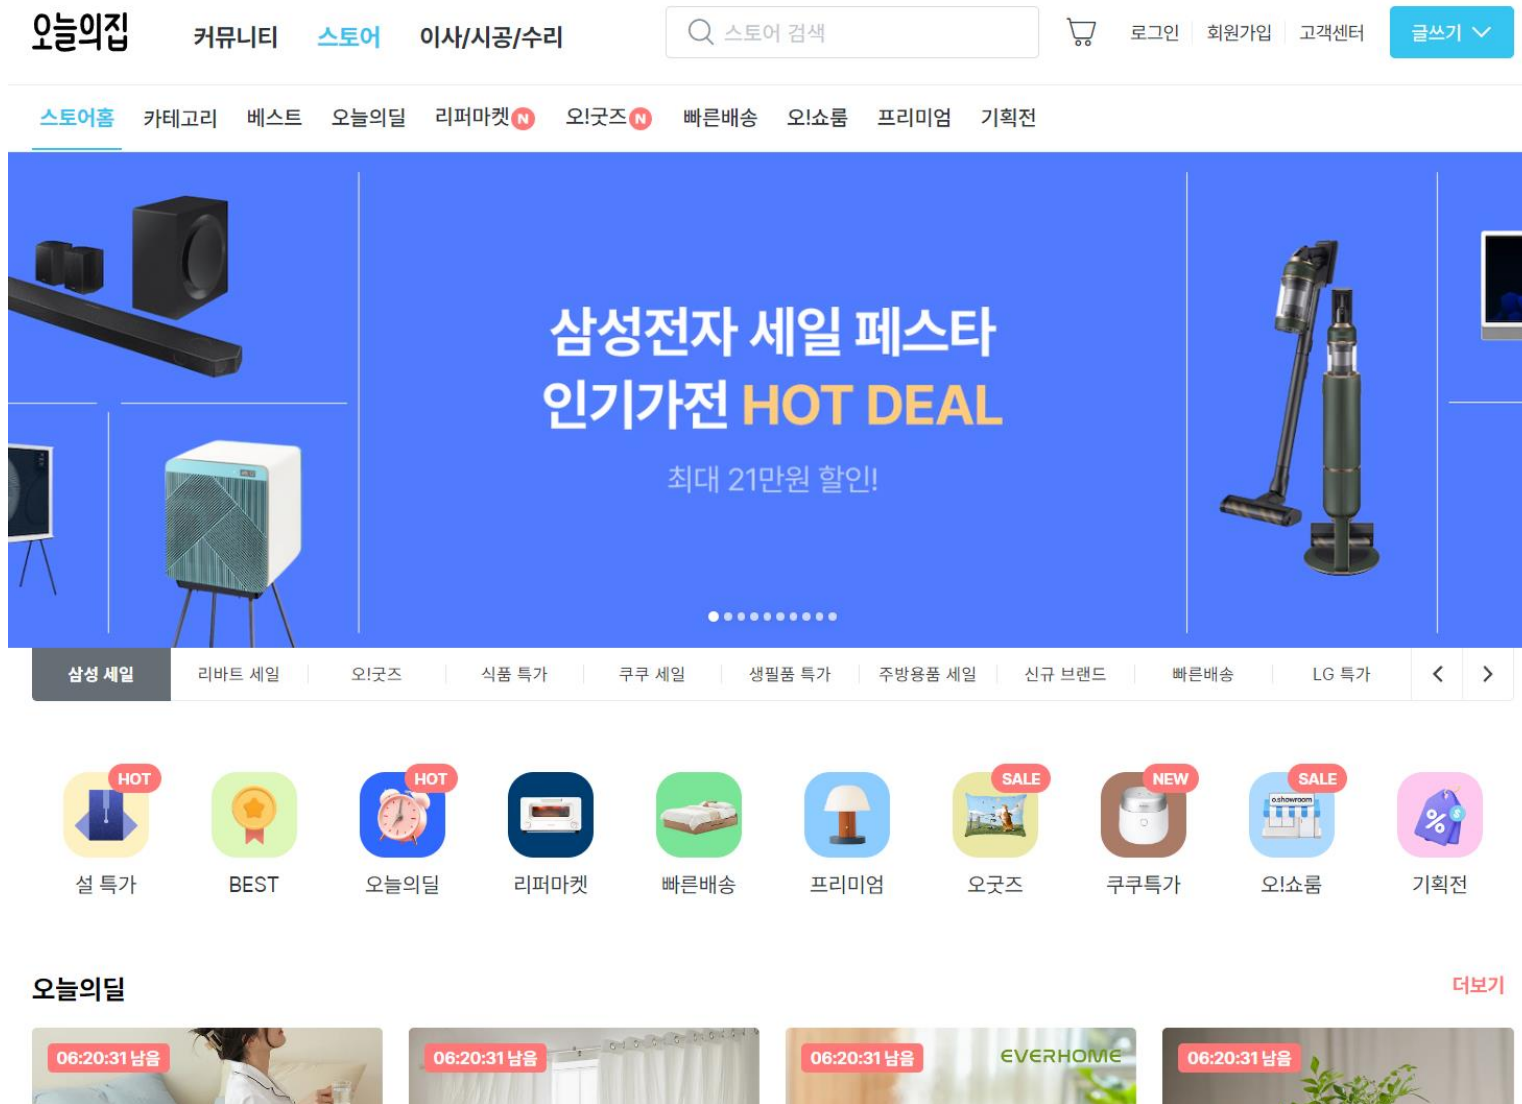 오늘의집
커뮤니티 스토어 이사/시공/수리 스토어 검색 로그인 회원가입 고객센터 글쓰기
스토어홈 카테고리 베스트 오늘의딜 리퍼마켓 N 오!굿즈 N 빠른배송 오!쇼룸 프리미엄 기획전
삼성전자 세일 페스타
인기가전 HOT DEAL
최대 21만원 할인!
삼성 세일 리바트 세일 오!굿즈 식품 특가 쿠쿠 세일 생필품 특가 주방용품 세일 신규 브랜드 빠른배송 LG 특가
HOT HOT SALE NEW SALE
o.showroom
설 특가 BEST 오늘의딜 리퍼마켓 빠른배송 프리미엄 오굿즈 쿠쿠특가 오!쇼룸 기획전
오늘의딜 더보기
06:20:31 남음 06:20:31 남음 06:20:31 남음 EVERHOME 06:20:31 남음